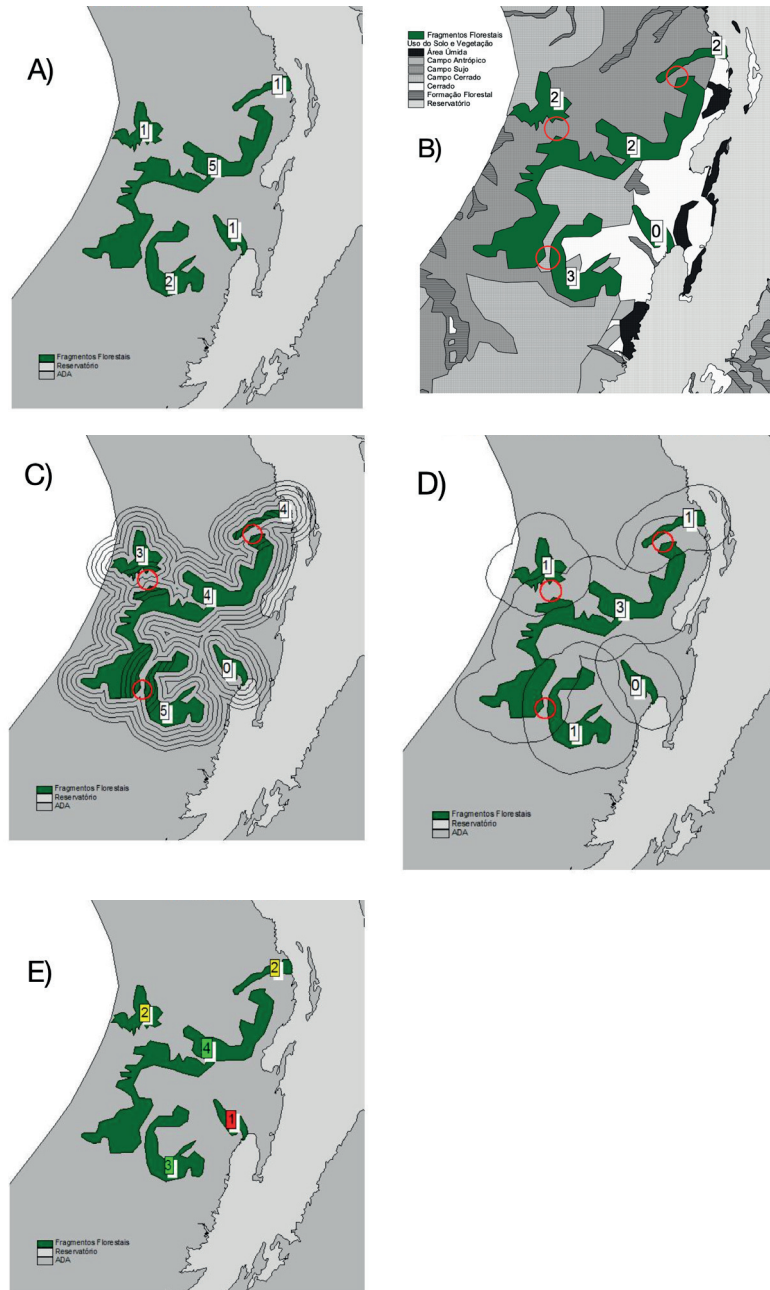 A)
1
1
5
1
2
Fragmentos Florestais
Reservatório
ADA
Fragmentos Florestais
Uso do Solo e Vegetação
Área Úmida
Campo Antrópico
Campo Sujo
Campo Cerrado
Cerrado
Formação Florestal
Reservatório
B)
2
2
2
0
3
C)
4
3
4
0
5
Fragmentos Florestais
Reservatório
ADA
D)
1
1
3
0
1
Fragmentos Florestais
Reservatório
ADA
E)
2
2
4
1
3
Fragmentos Florestais
Reservatório
ADA